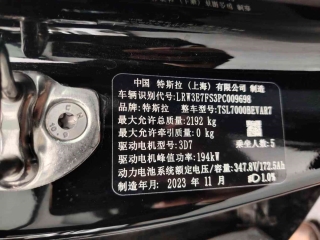 中国 特斯拉（上海）有限公司 制造
车辆识别代号: LRW3E7FS3PC009698
品牌: 特斯拉 整车型号: TSL7000BEVAR7
最大允许总质量: 2192 kg
最大允许牵引质量: 0 kg
驱动电机型号: 3D7 乘坐人数: 5
驱动电机峰值功率: 194kW
动力电池系统额定电压/容量: 347.8V/172.5Ah
制造年月: 2023 年 11 月 1.0%